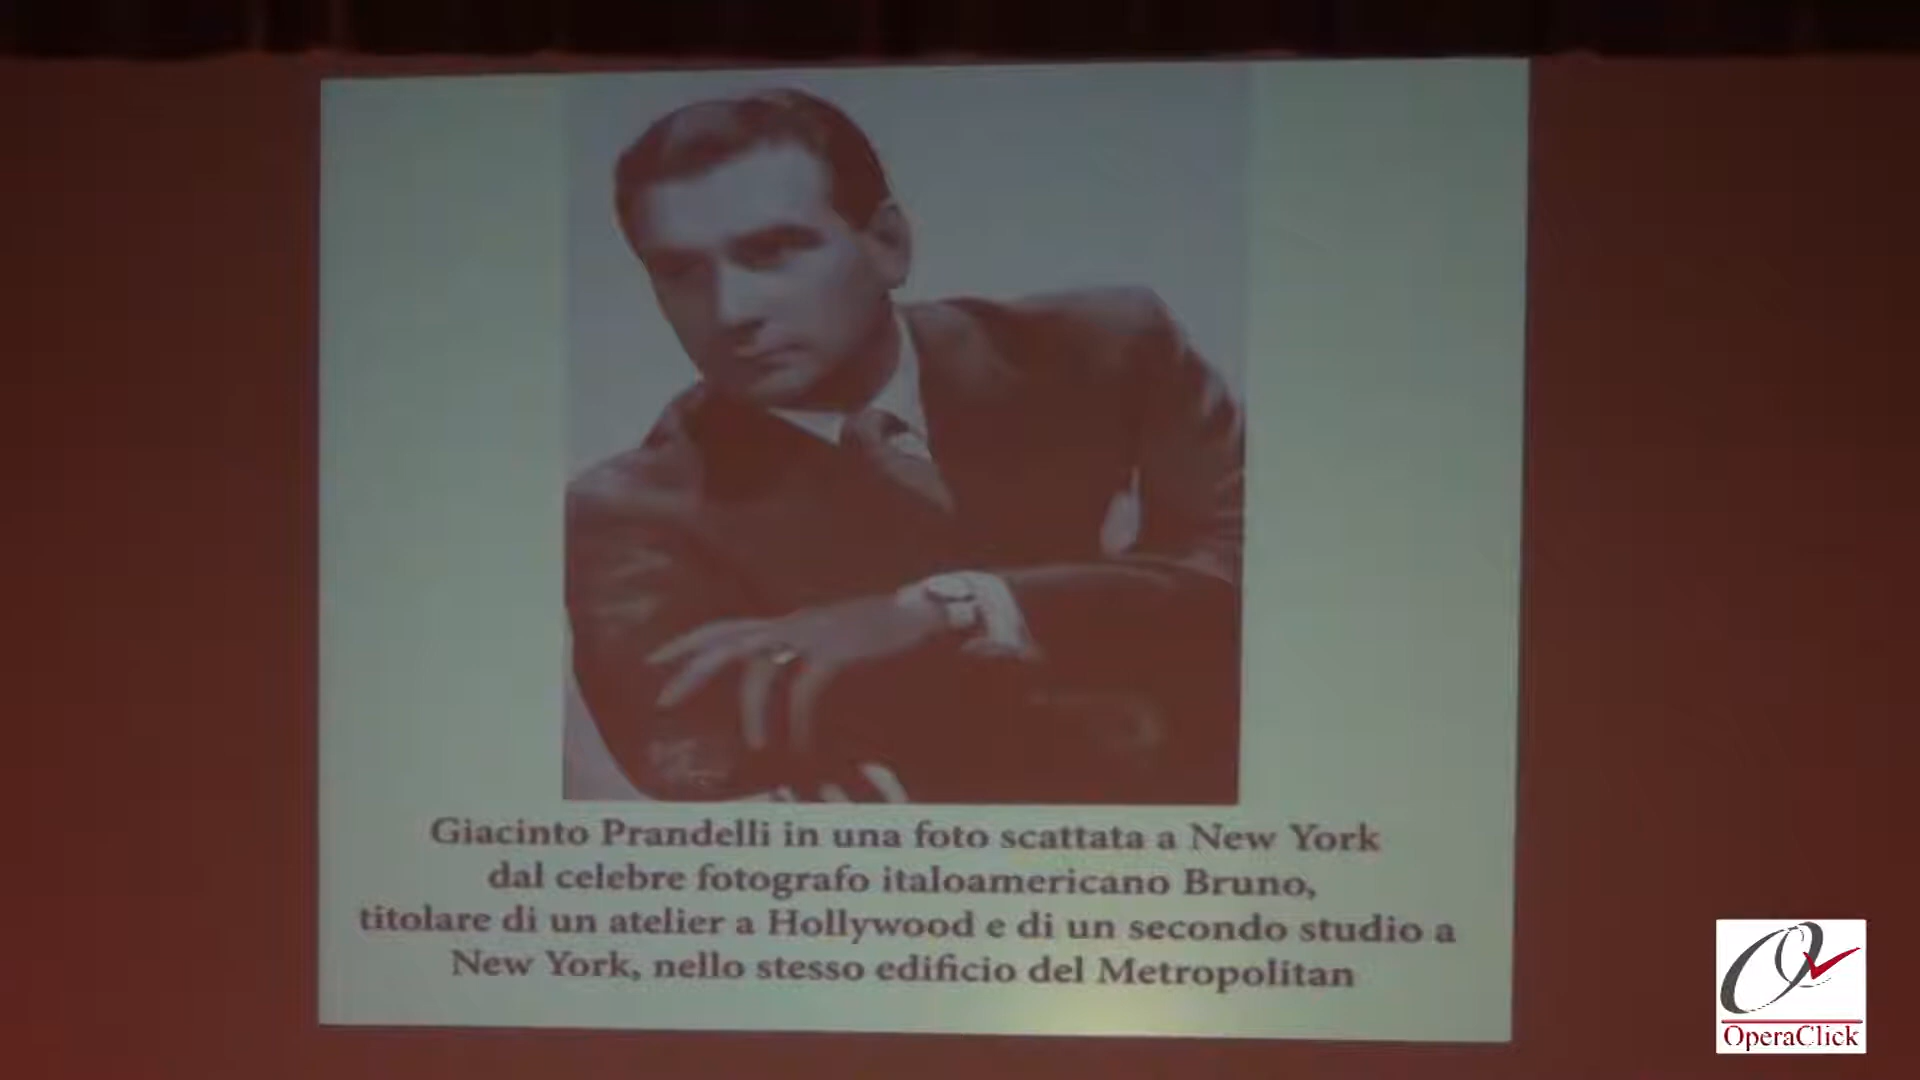 Giacinto Prandelli in una foto scattata a New York
dal celebre fotografo italoamericano Bruno,
titolare di un atelier a Hollywood e di un secondo studio a
New York, nello stesso edificio del Metropolitan
OperaClick